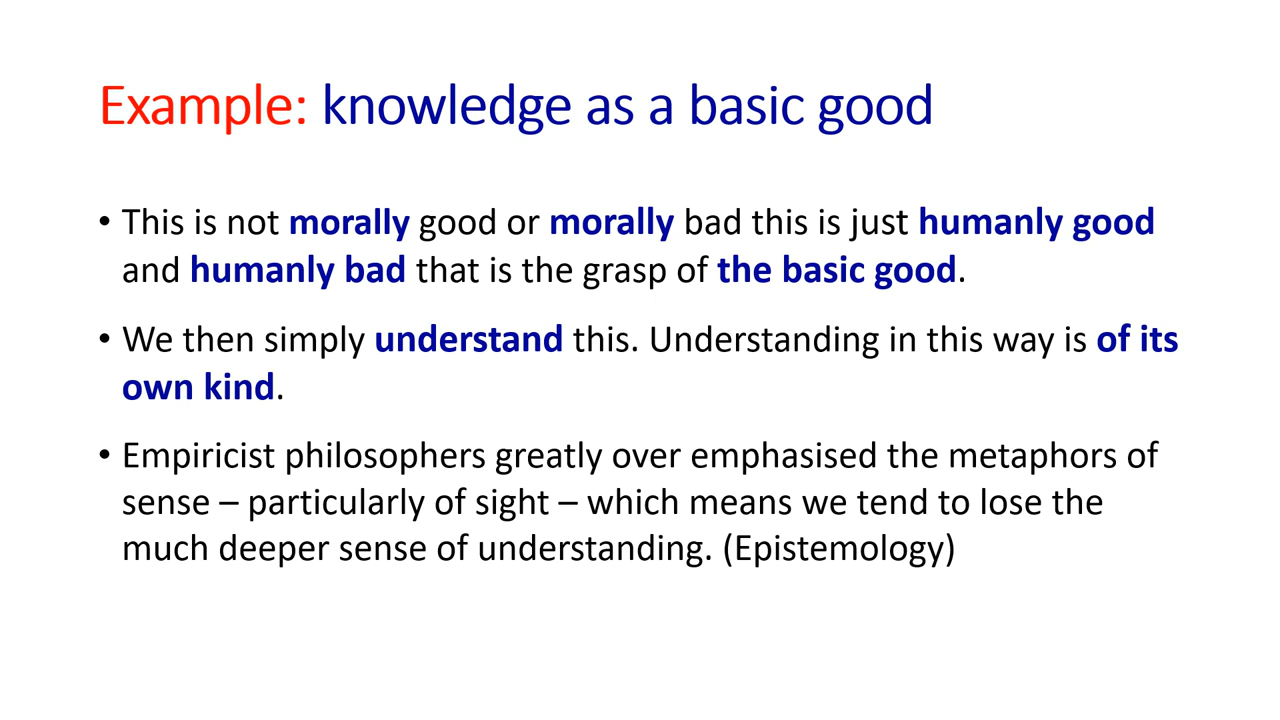 Example: knowledge as a basic good
• This is not morally good or morally bad this is just humanly good
and humanly bad that is the grasp of the basic good.
• We then simply understand this. Understanding in this way is of its
own kind.
• Empiricist philosophers greatly over emphasised the metaphors of
sense – particularly of sight – which means we tend to lose the
much deeper sense of understanding. (Epistemology)